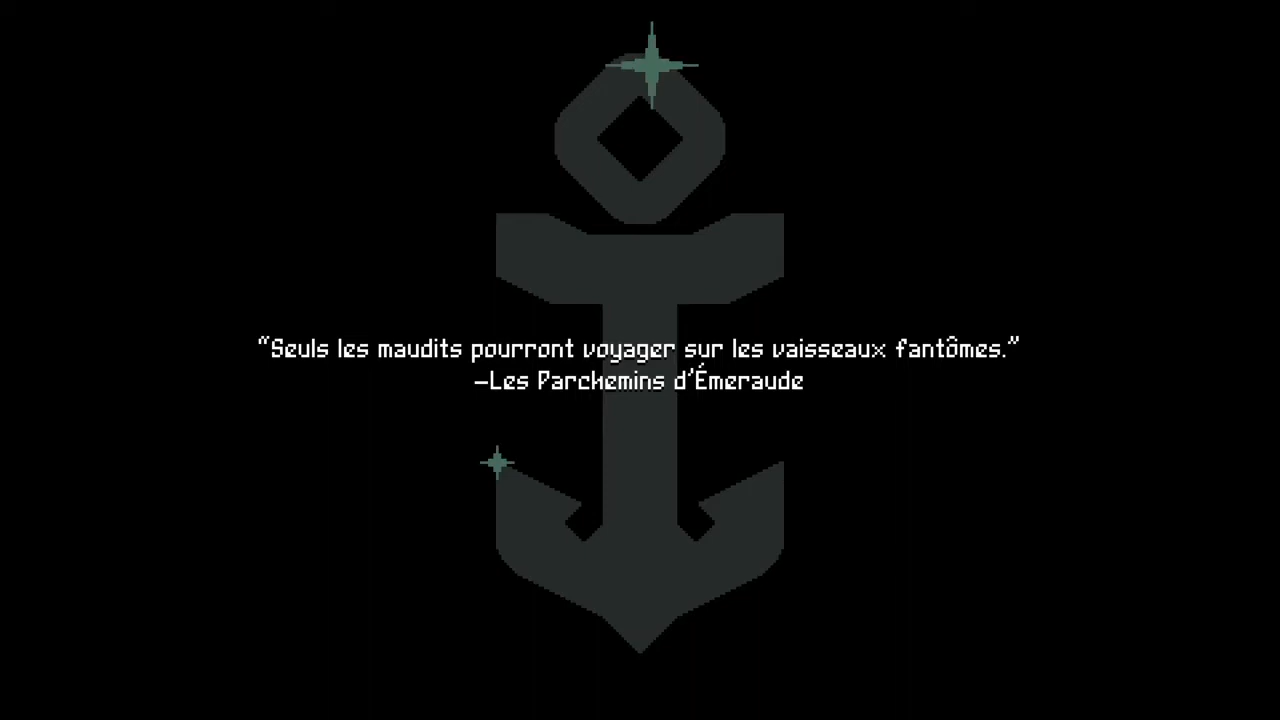 “Seuls les maudits pourront voyager sur les vaisseaux fantômes.”
–Les Parchemins d’Émeraude